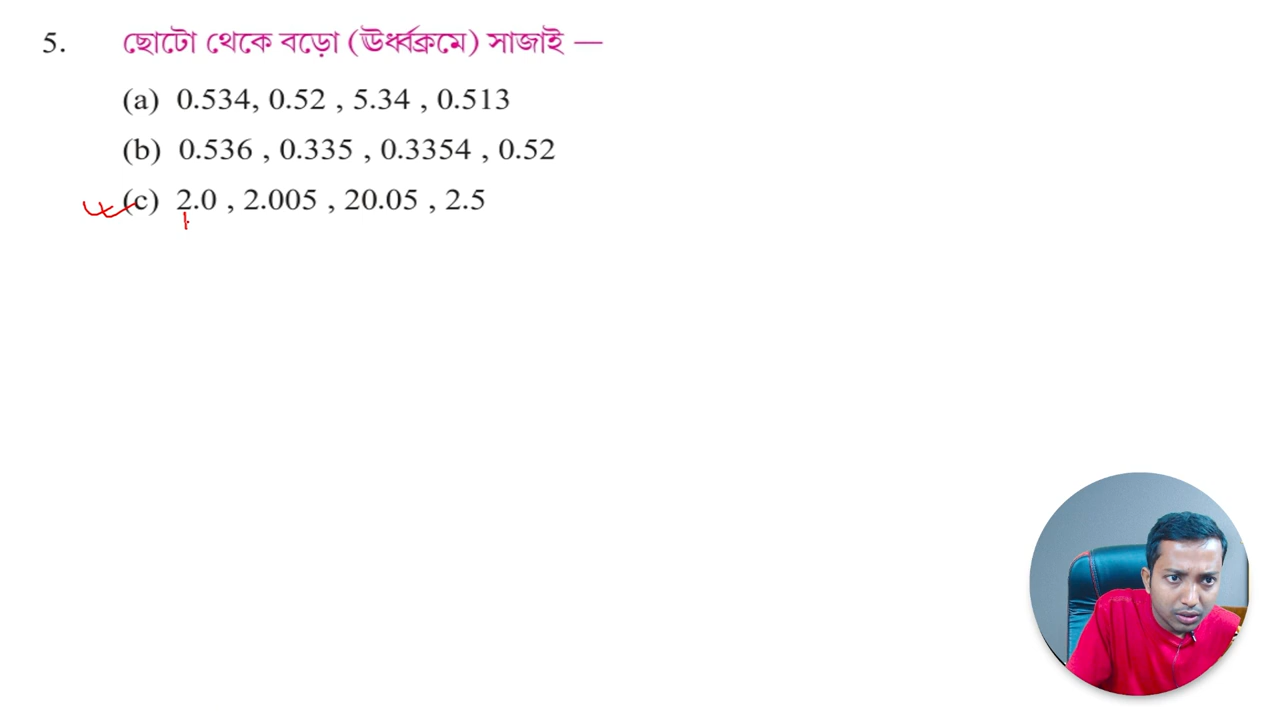 5. ছোটো থেকে বড়ো (ঊর্ধ্বক্রমে) সাজাই —
(a) 0.534, 0.52 , 5.34 , 0.513
(b) 0.536 , 0.335 , 0.3354 , 0.52
(c) 2.0 , 2.005 , 20.05 , 2.5